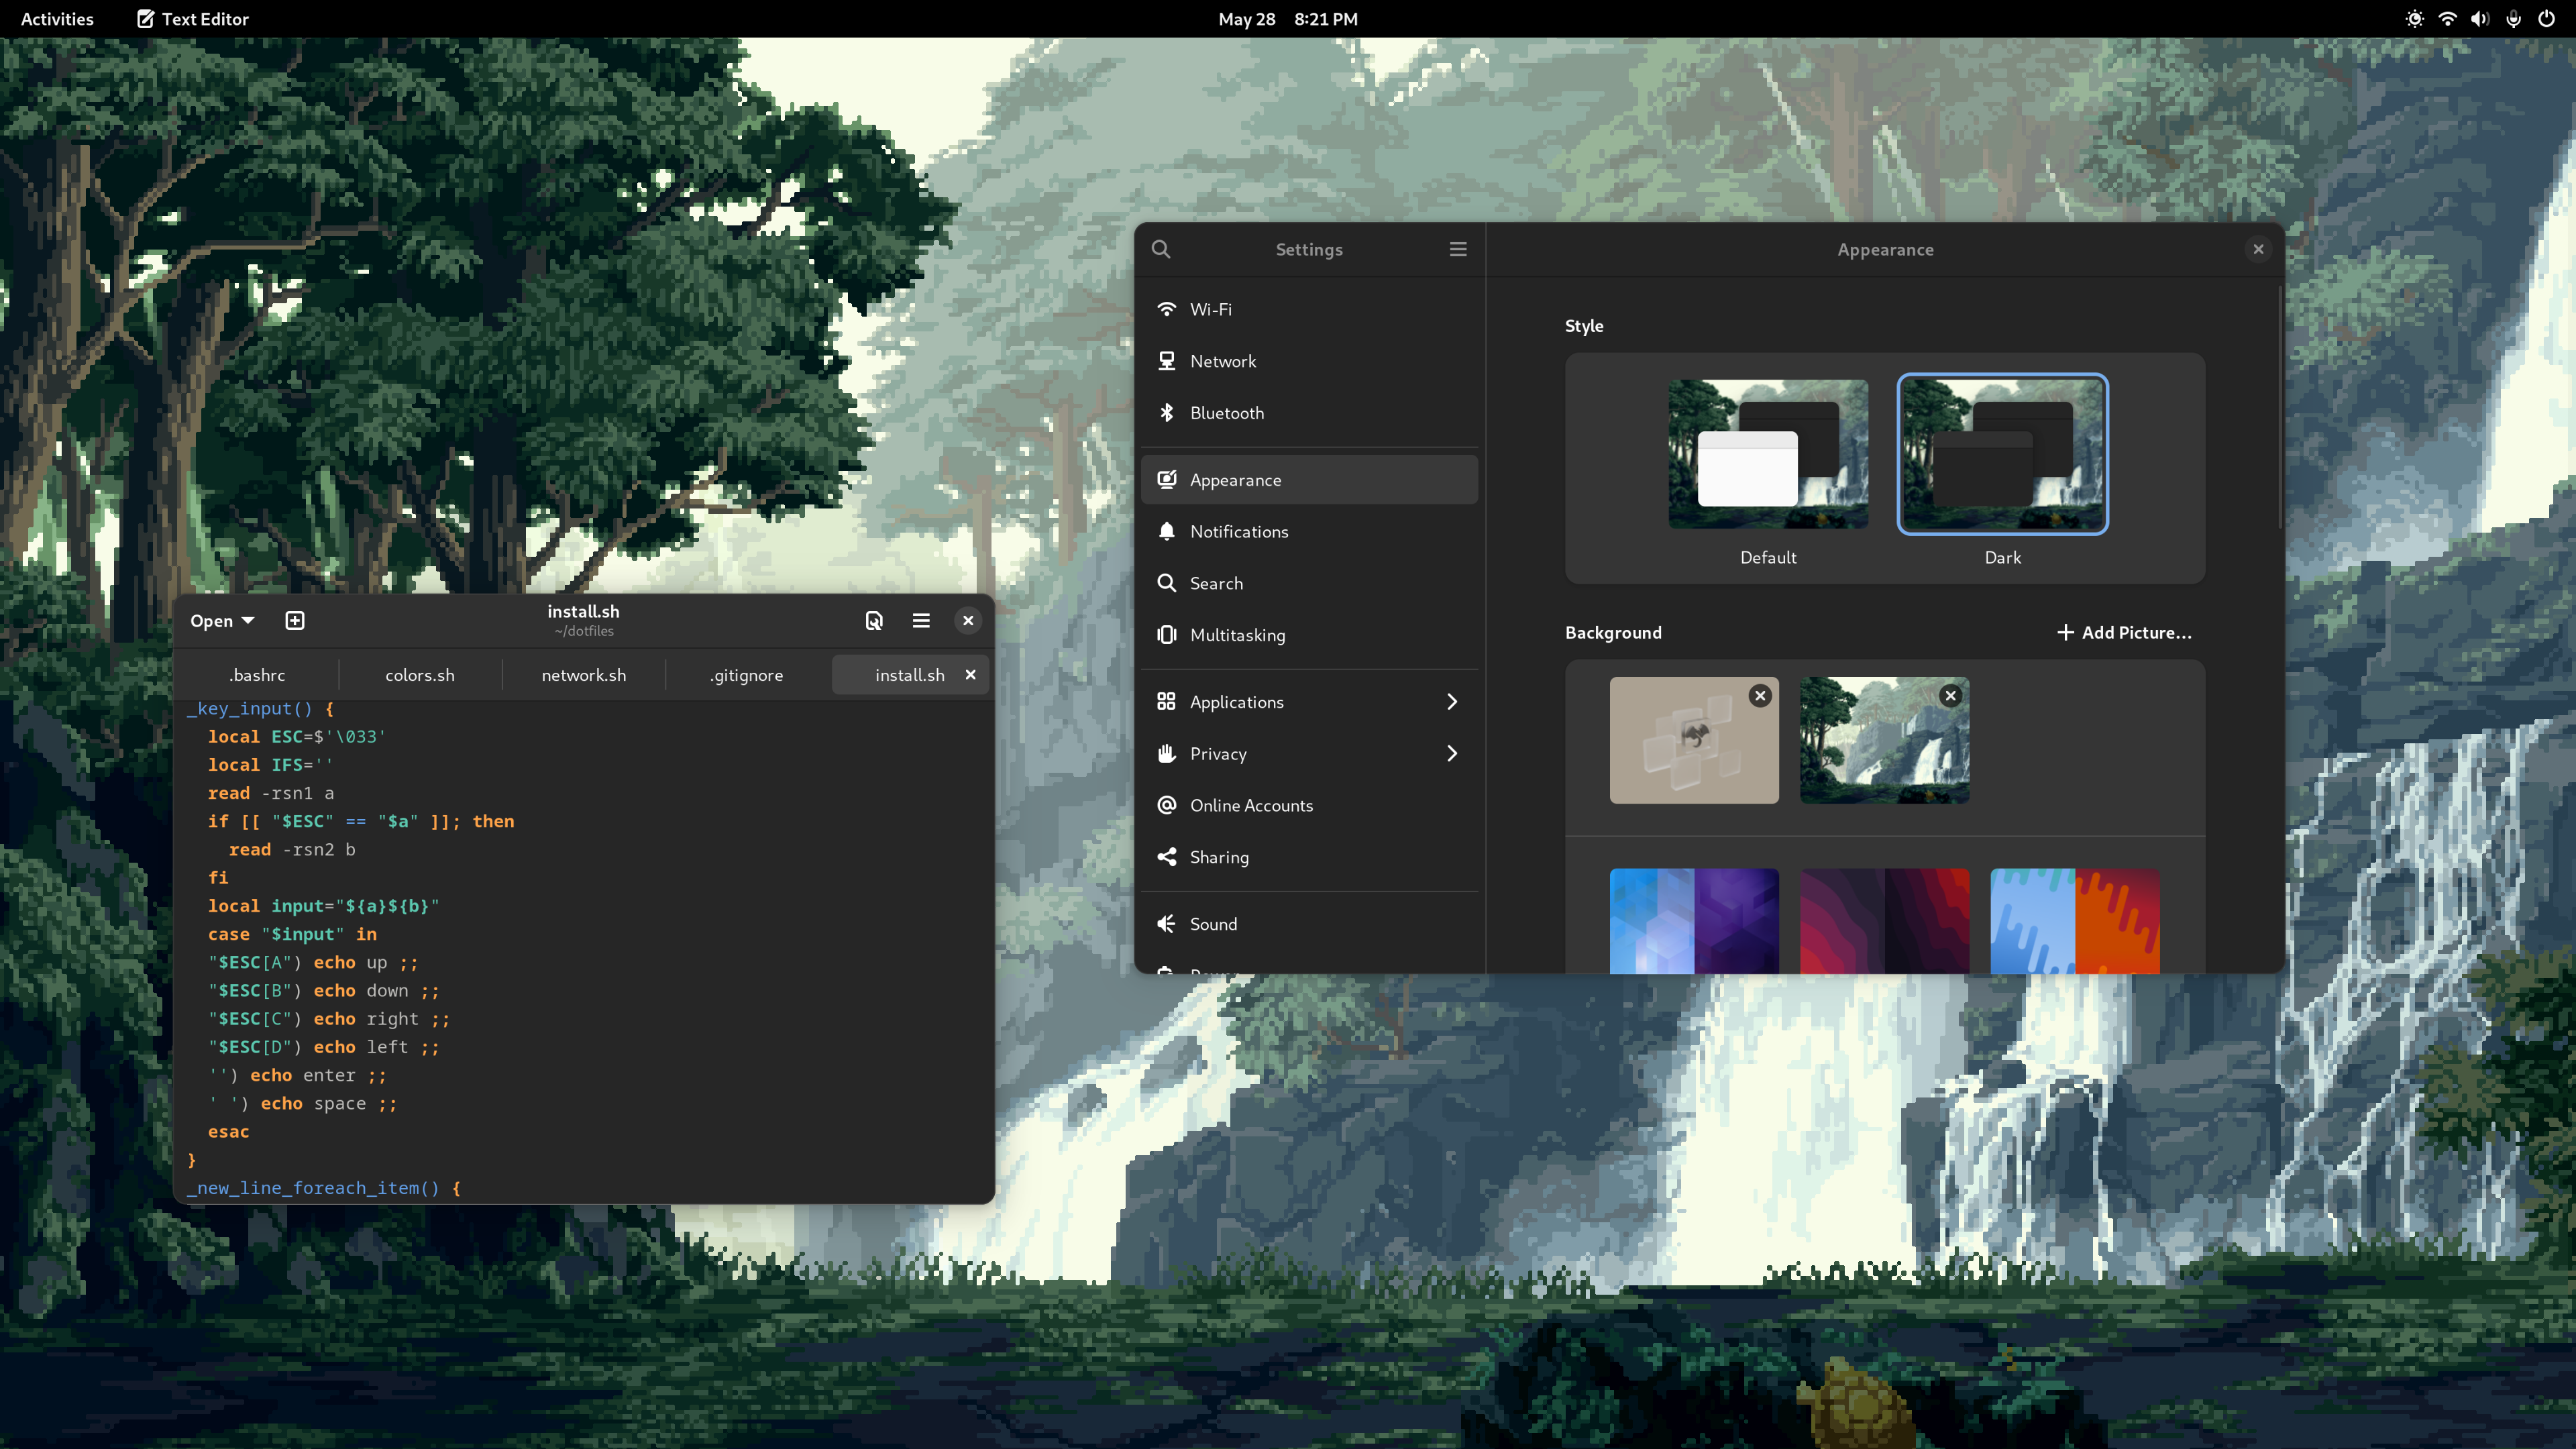 Activities
Text Editor
May 28 8:21 PM
Settings
Appearance
Wi-Fi
Network
Bluetooth
Appearance
Notifications
Search
Multitasking
Applications
Privacy
Online Accounts
Sharing
Sound
Style
Default
Dark
Background
Add Picture...
Open
install.sh
~/dotfiles
.bashrc
colors.sh
network.sh
.gitignore
install.sh
_key_input() {
  local ESC=$'\033'
  local IFS=''
  read -rsn1 a
  if [[ "$ESC" == "$a" ]]; then
    read -rsn2 b
  fi
  local input="${a}${b}"
  case "$input" in
  "$ESC[A") echo up ;;
  "$ESC[B") echo down ;;
  "$ESC[C") echo right ;;
  "$ESC[D") echo left ;;
  '') echo enter ;;
  ' ') echo space ;;
  esac
}
_new_line_foreach_item() {